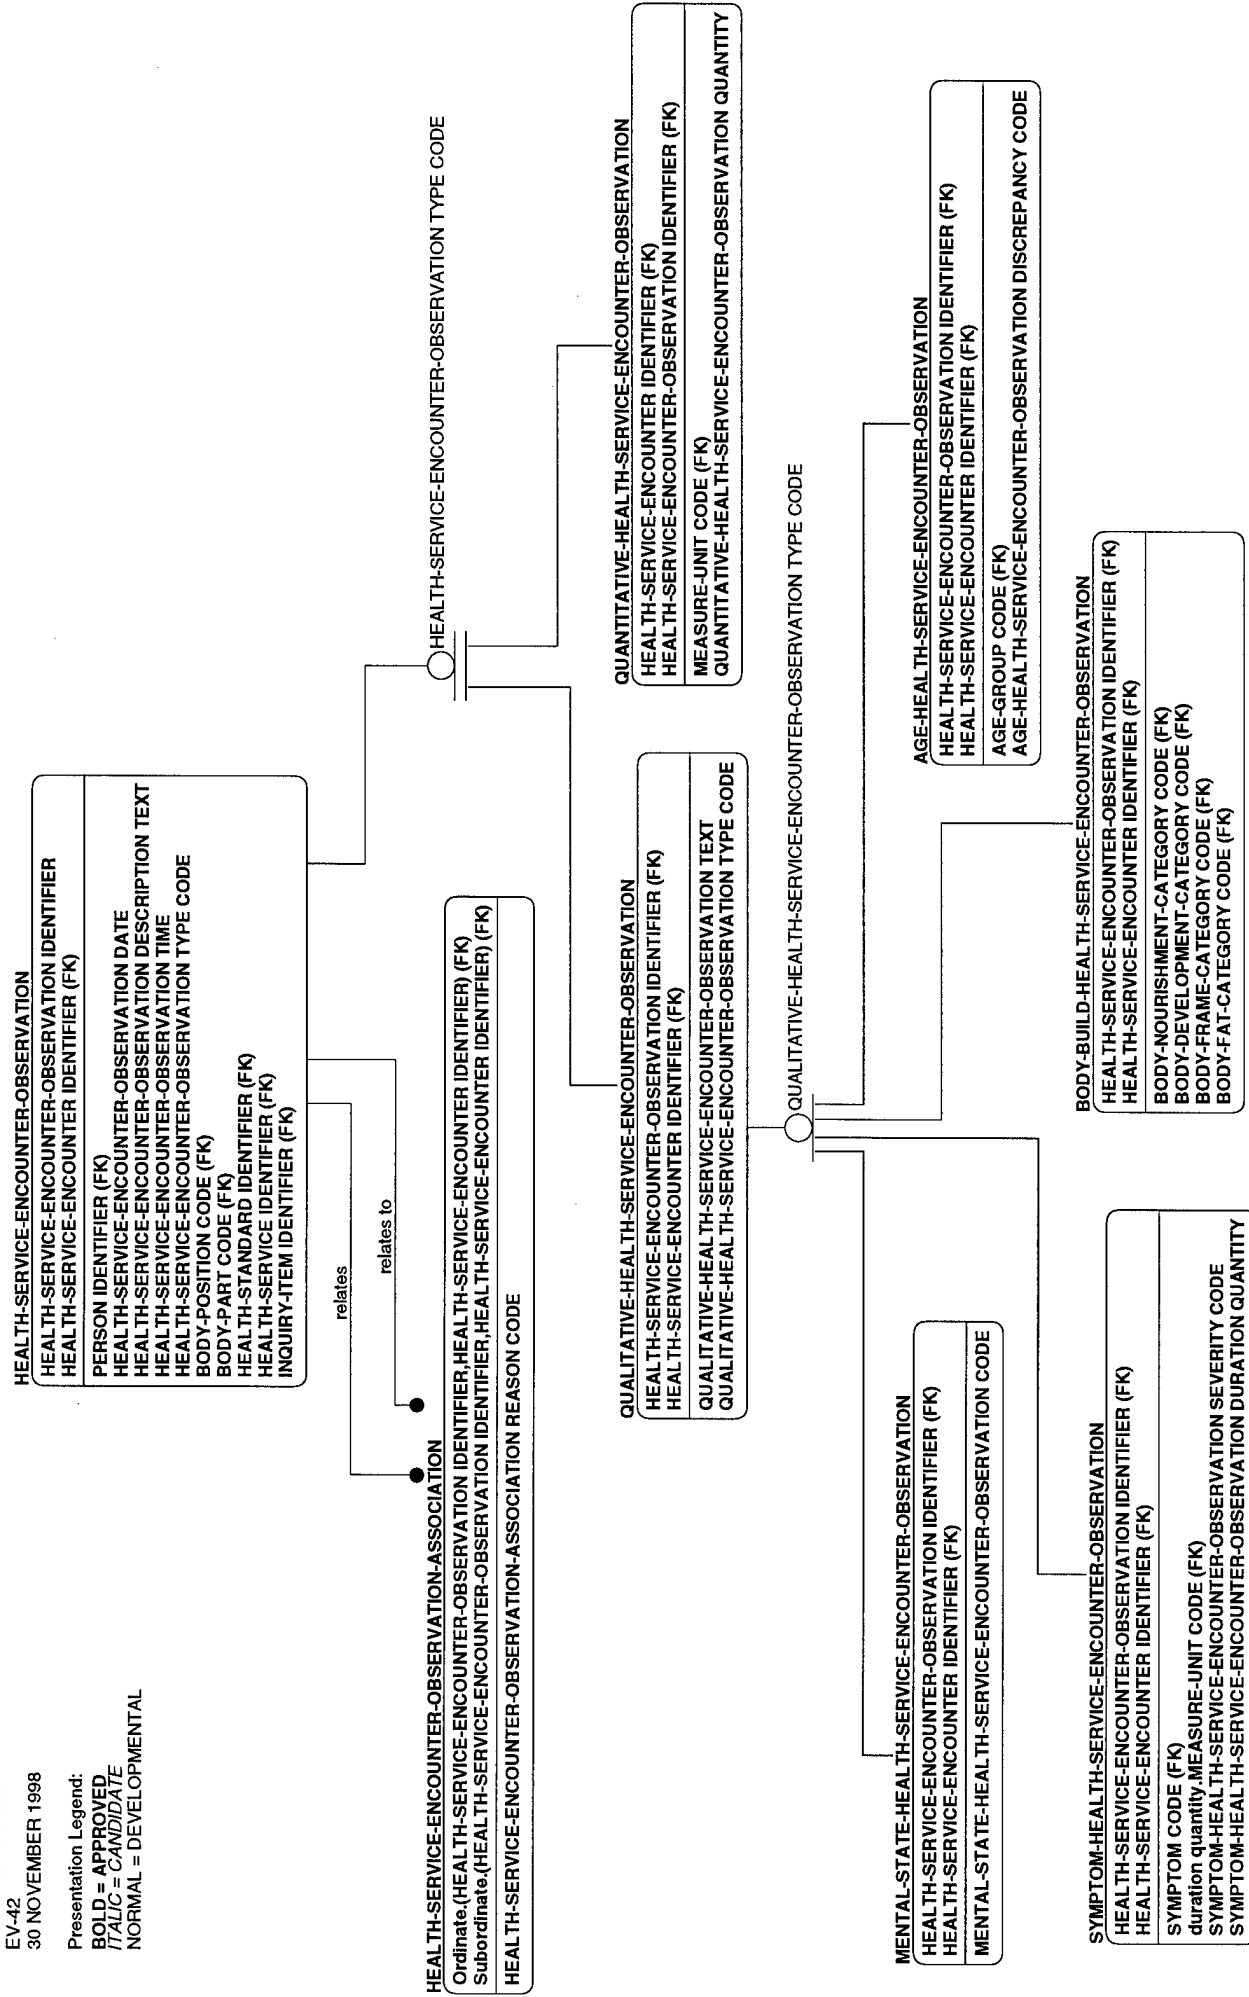 EV-42
30 NOVEMBER 1998
Presentation Legend:
BOLD = APPROVED
ITALIC = CANDIDATE
NORMAL = DEVELOPMENTAL
HEALTH-SERVICE-ENCOUNTER-OBSERVATION
HEALTH-SERVICE-ENCOUNTER-OBSERVATION IDENTIFIER
HEALTH-SERVICE-ENCOUNTER IDENTIFIER (FK)
PERSON IDENTIFIER (FK)
HEALTH-SERVICE-ENCOUNTER-OBSERVATION DATE
HEALTH-SERVICE-ENCOUNTER-OBSERVATION DESCRIPTION TEXT
HEALTH-SERVICE-ENCOUNTER-OBSERVATION TIME
HEALTH-SERVICE-ENCOUNTER-OBSERVATION TYPE CODE
BODY-POSITION CODE (FK)
BODY-PART CODE (FK)
HEALTH-STANDARD IDENTIFIER (FK)
HEALTH-SERVICE IDENTIFIER (FK)
INQUIRY-ITEM IDENTIFIER (FK)
relates
relates to
HEALTH-SERVICE-ENCOUNTER-OBSERVATION-ASSOCIATION
Ordinate.(HEALTH-SERVICE-ENCOUNTER-OBSERVATION IDENTIFIER,HEALTH-SERVICE-ENCOUNTER IDENTIFIER) (FK)
Subordinate.(HEALTH-SERVICE-ENCOUNTER-OBSERVATION IDENTIFIER,HEALTH-SERVICE-ENCOUNTER IDENTIFIER) (FK)
HEALTH-SERVICE-ENCOUNTER-OBSERVATION-ASSOCIATION REASON CODE
HEALTH-SERVICE-ENCOUNTER-OBSERVATION TYPE CODE
QUALITATIVE-HEALTH-SERVICE-ENCOUNTER-OBSERVATION
HEALTH-SERVICE-ENCOUNTER-OBSERVATION IDENTIFIER (FK)
HEALTH-SERVICE-ENCOUNTER IDENTIFIER (FK)
QUALITATIVE-HEALTH-SERVICE-ENCOUNTER-OBSERVATION TEXT
QUALITATIVE-HEALTH-SERVICE-ENCOUNTER-OBSERVATION TYPE CODE
QUANTITATIVE-HEALTH-SERVICE-ENCOUNTER-OBSERVATION
HEALTH-SERVICE-ENCOUNTER IDENTIFIER (FK)
HEALTH-SERVICE-ENCOUNTER-OBSERVATION IDENTIFIER (FK)
MEASURE-UNIT CODE (FK)
QUANTITATIVE-HEALTH-SERVICE-ENCOUNTER-OBSERVATION QUANTITY
QUALITATIVE-HEALTH-SERVICE-ENCOUNTER-OBSERVATION TYPE CODE
MENTAL-STATE-HEALTH-SERVICE-ENCOUNTER-OBSERVATION
HEALTH-SERVICE-ENCOUNTER-OBSERVATION IDENTIFIER (FK)
HEALTH-SERVICE-ENCOUNTER IDENTIFIER (FK)
MENTAL-STATE-HEALTH-SERVICE-ENCOUNTER-OBSERVATION CODE
AGE-HEALTH-SERVICE-ENCOUNTER-OBSERVATION
HEALTH-SERVICE-ENCOUNTER-OBSERVATION IDENTIFIER (FK)
HEALTH-SERVICE-ENCOUNTER IDENTIFIER (FK)
AGE-GROUP CODE (FK)
AGE-HEALTH-SERVICE-ENCOUNTER-OBSERVATION DISCREPANCY CODE
SYMPTOM-HEALTH-SERVICE-ENCOUNTER-OBSERVATION
HEALTH-SERVICE-ENCOUNTER-OBSERVATION IDENTIFIER (FK)
HEALTH-SERVICE-ENCOUNTER IDENTIFIER (FK)
SYMPTOM CODE (FK)
duration quantity.MEASURE-UNIT CODE (FK)
SYMPTOM-HEALTH-SERVICE-ENCOUNTER-OBSERVATION SEVERITY CODE
SYMPTOM-HEALTH-SERVICE-ENCOUNTER-OBSERVATION DURATION QUANTITY
BODY-BUILD-HEALTH-SERVICE-ENCOUNTER-OBSERVATION
HEALTH-SERVICE-ENCOUNTER-OBSERVATION IDENTIFIER (FK)
HEALTH-SERVICE-ENCOUNTER IDENTIFIER (FK)
BODY-NOURISHMENT-CATEGORY CODE (FK)
BODY-DEVELOPMENT-CATEGORY CODE (FK)
BODY-FRAME-CATEGORY CODE (FK)
BODY-FAT-CATEGORY CODE (FK)